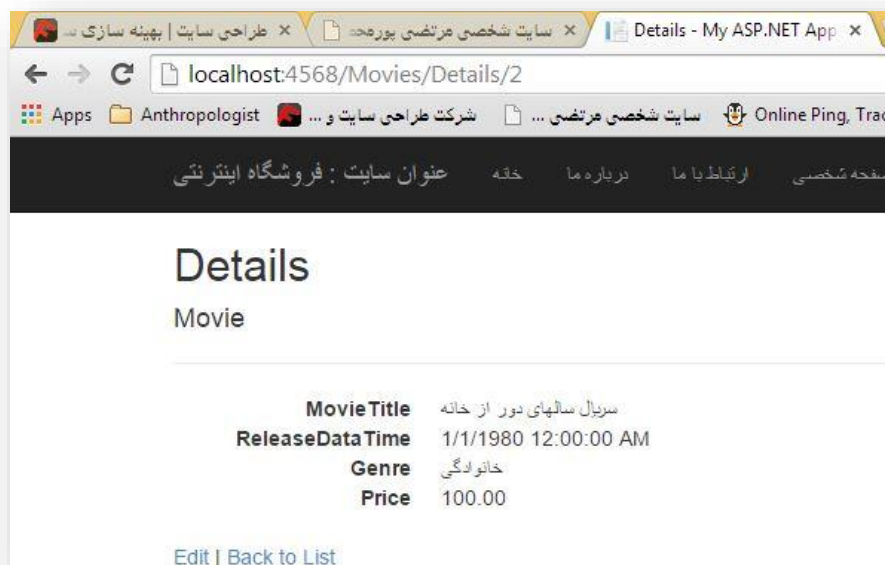 طراحی سایت | بهینه سازی
سایت شخصی مرتضی پورمحمد
Details - My ASP.NET App
localhost:4568/Movies/Details/2
Apps Anthropologist شرکت طراحی سایت و ... سایت شخصی مرتضی ... Online Ping, Trac
عنوان سایت : فروشگاه اینترنتی خانه درباره ما ارتباط با ما صفحه شخصی
Details
Movie
MovieTitle سریال سالهای دور از خانه
ReleaseDataTime 1/1/1980 12:00:00 AM
Genre خانوادگی
Price 100.00
Edit | Back to List